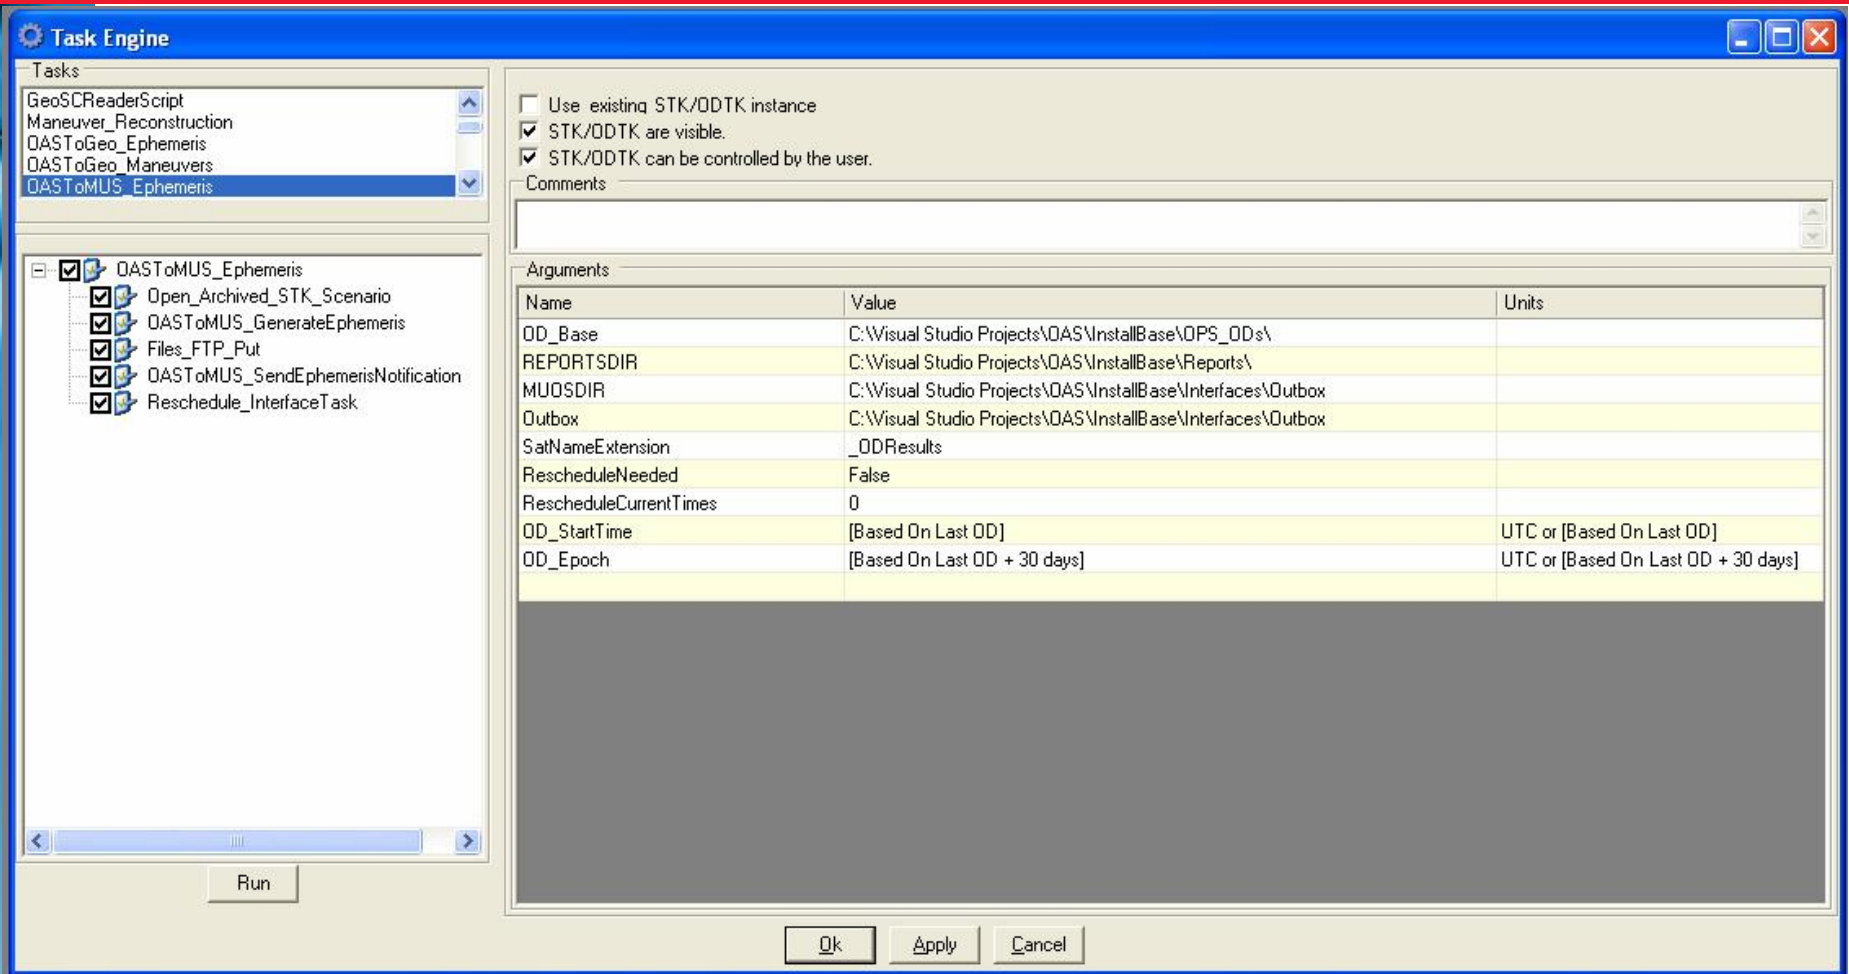 Task Engine
Tasks
GeoSCReaderScript
Maneuver_Reconstruction
OASToGeo_Ephemeris
OASToGeo_Maneuvers
OASToMUS_Ephemeris
OASToMUS_Ephemeris
Open_Archived_STK_Scenario
OASToMUS_GenerateEphemeris
Files_FTP_Put
OASToMUS_SendEphemerisNotification
Reschedule_InterfaceTask
Run
Use existing STK/ODTK instance
STK/ODTK are visible.
STK/ODTK can be controlled by the user.
Comments
Arguments
Name Value Units
OD_Base C:\Visual Studio Projects\OAS\InstallBase\OPS_ODs\
REPORTSDIR C:\Visual Studio Projects\OAS\InstallBase\Reports\
MUOSDIR C:\Visual Studio Projects\OAS\InstallBase\Interfaces\Outbox
Outbox C:\Visual Studio Projects\OAS\InstallBase\Interfaces\Outbox
SatNameExtension _ODResults
RescheduleNeeded False
RescheduleCurrentTimes 0
OD_StartTime [Based On Last OD] UTC or [Based On Last OD]
OD_Epoch [Based On Last OD + 30 days] UTC or [Based On Last OD + 30 days]
Ok Apply Cancel